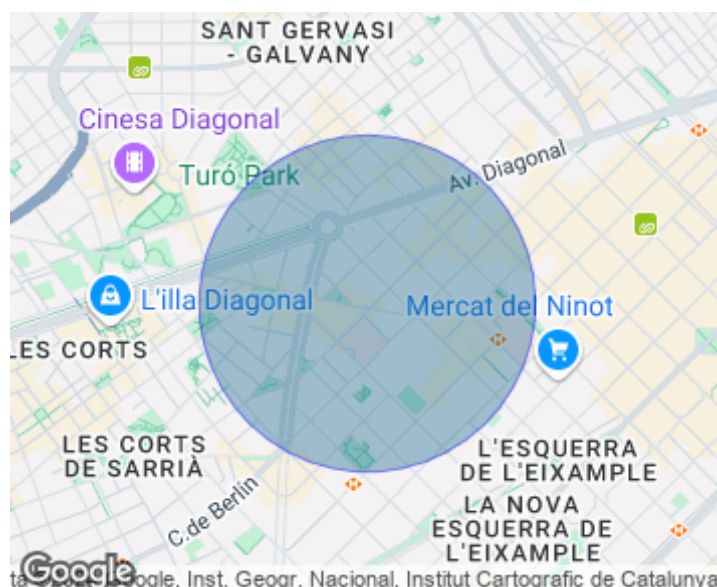 SANT GERVASI
- GALVANY
Cinesa Diagonal
Turó Park
Av. Diagonal
L'illa Diagonal
Mercat del Ninot
LES CORTS
LES CORTS
DE SARRIÀ
L'ESQUERRA
DE L'EIXAMPLE
C.de Berlin
LA NOVA
ESQUERRA DE
L'EIXAMPLE
Google
ogle, Inst. Geogr. Nacional, Institut Cartogràfic de Catalunya